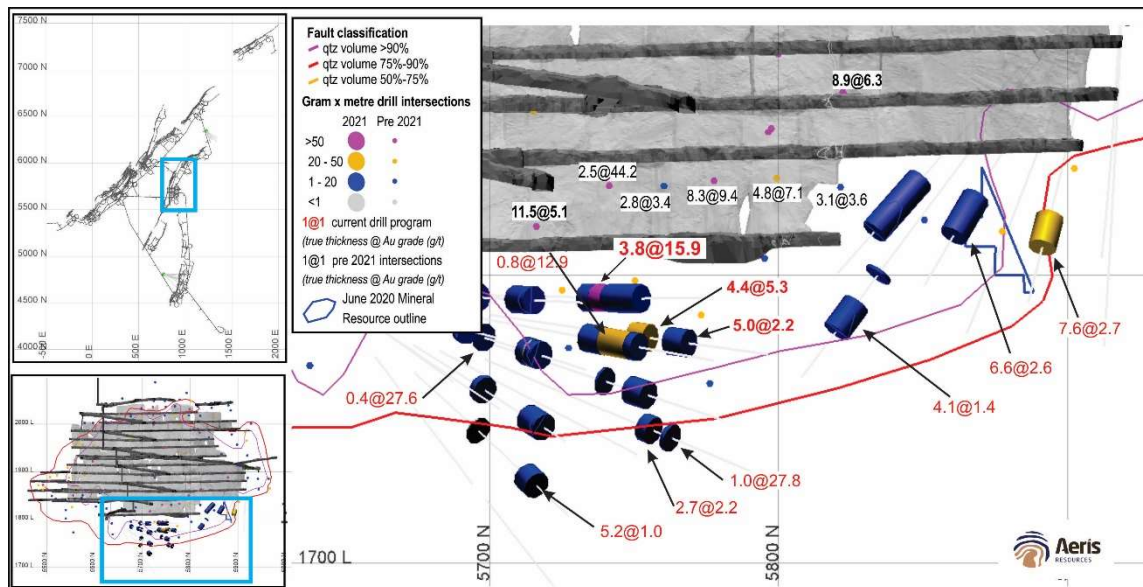 7500 N
7000 N
6500 N
6000 N
5500 N
5000 N
4500 N
4000 N
-500 E
0 E
500 E
1000 E
1500 E
2000 E
2000 L
1900 L
1800 L
1700 L
5700 N
5800 N
Fault classification
qtz volume >90%
qtz volume 75%-90%
qtz volume 50%-75%
Gram x metre drill intersections
2021 Pre 2021
>50
20 - 50
1 - 20
<1
1@1 current drill program
(true thickness @ Au grade (g/t)
1@1 pre 2021 intersections
(true thickness @ Au grade (g/t)
June 2020 Mineral
Resource outline
8.9@6.3
2.5@44.2
2.8@3.4
8.3@9.4
4.8@7.1
3.1@3.6
11.5@5.1
3.8@15.9
0.8@12.9
4.4@5.3
5.0@2.2
7.6@2.7
6.6@2.6
4.1@1.4
0.4@27.6
1.0@27.8
2.7@2.2
5.2@1.0
1700 L
5700 N
5800 N
Aeris
RESOURCES